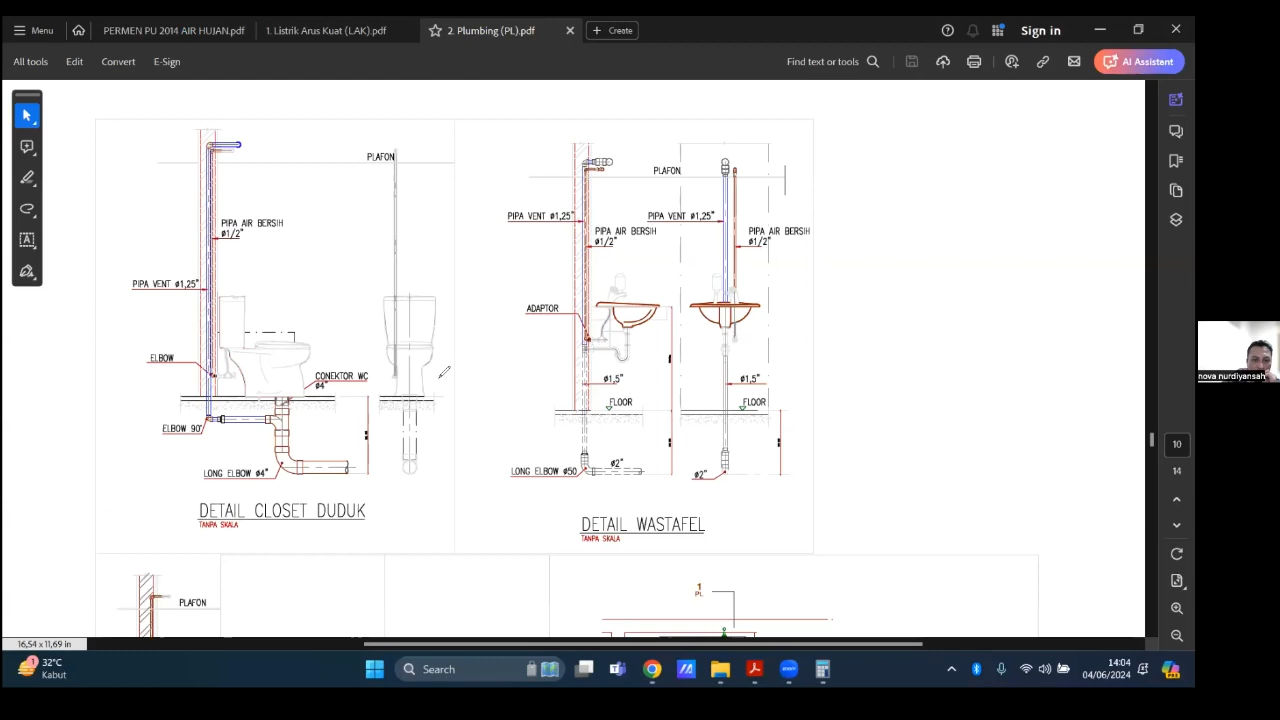 Menu
PERMEN PU 2014 AIR HUJAN.pdf
1. Listrik Arus Kuat (LAK).pdf
2. Plumbing (PL).pdf
Create
Sign in
All tools
Edit
Convert
E-Sign
Find text or tools
AI Assistant
PLAFON
PIPA AIR BERSIH
ø1/2"
PIPA VENT ø1,25"
ELBOW
CONEKTOR WC
ø4"
ELBOW 90°
LONG ELBOW ø4"
DETAIL CLOSET DUDUK
TANPA SKALA
PLAFON
PIPA VENT ø1,25"
PIPA VENT ø1,25"
PIPA AIR BERSIH
ø1/2"
PIPA AIR BERSIH
ø1/2"
ADAPTOR
ø1,5"
ø1,5"
FLOOR
FLOOR
LONG ELBOW ø50
ø2"
ø2"
DETAIL WASTAFEL
TANPA SKALA
PLAFON
1
PL
10
14
16,54 x 11,69 in
nova nurdiyansah
1
32°C
Kabut
Search
14:04
04/06/2024